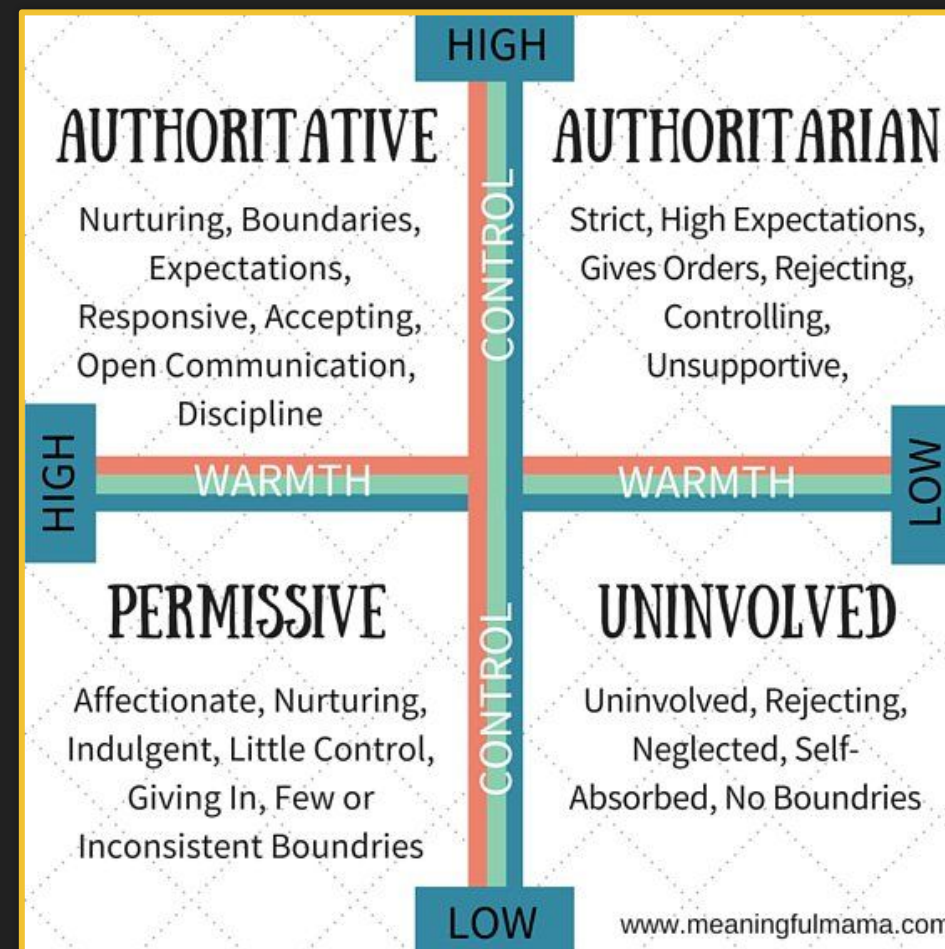 HIGH
AUTHORITATIVE
Nurturing, Boundaries,
Expectations,
Responsive, Accepting,
Open Communication,
Discipline
AUTHORITARIAN
Strict, High Expectations,
Gives Orders, Rejecting,
Controlling,
Unsupportive,
CONTROL
HIGH
WARMTH
WARMTH
LOW
PERMISSIVE
Affectionate, Nurturing,
Indulgent, Little Control,
Giving In, Few or
Inconsistent Boundries
CONTROL
UNINVOLVED
Uninvolved, Rejecting,
Neglected, Self-
Absorbed, No Boundries
LOW
www.meaningfulmama.com